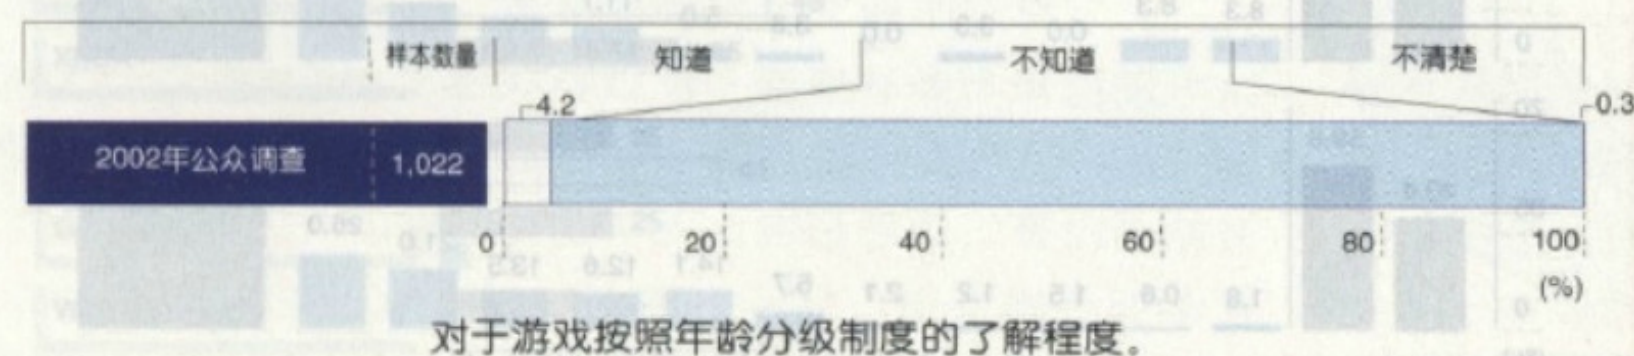 样本数量 知道 不知道 不清楚
4.2 0.3
2002年公众调查 1,022
0 20 40 60 80 100
(%)
对于游戏按照年龄分级制度的了解程度。